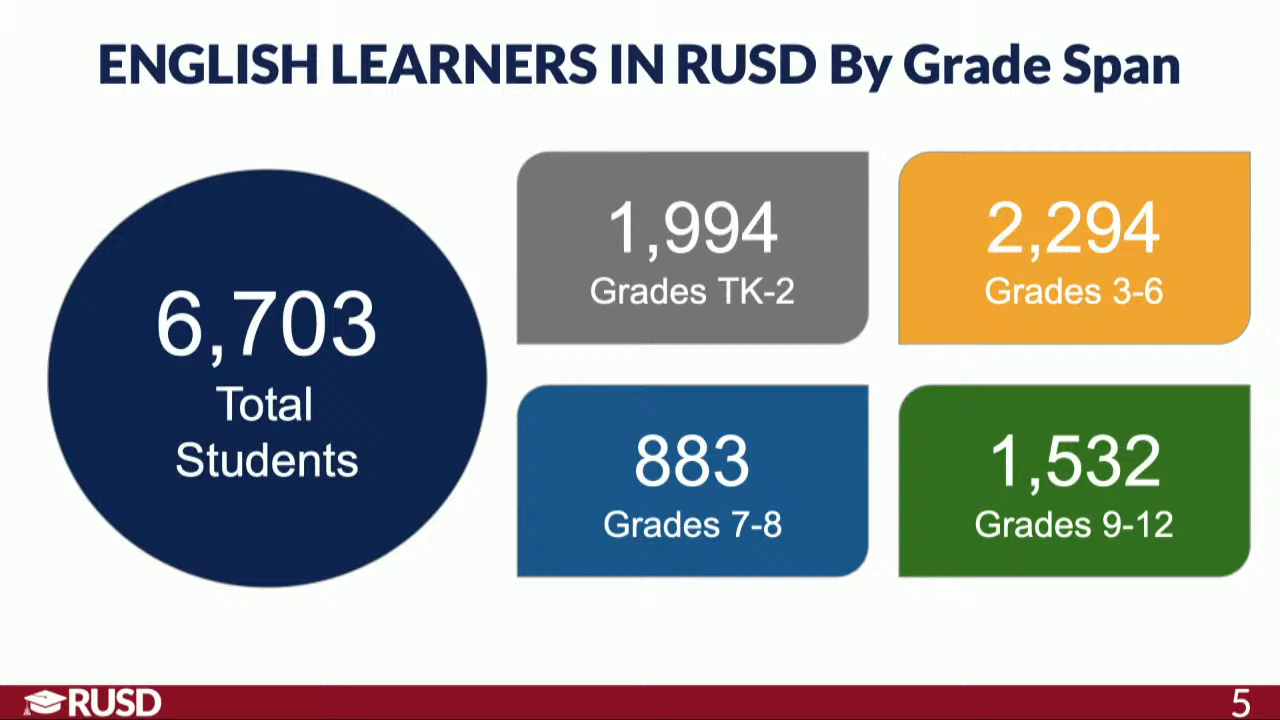 ENGLISH LEARNERS IN RUSD By Grade Span
6,703
Total
Students
1,994
Grades TK-2
2,294
Grades 3-6
883
Grades 7-8
1,532
Grades 9-12
RUSD
5